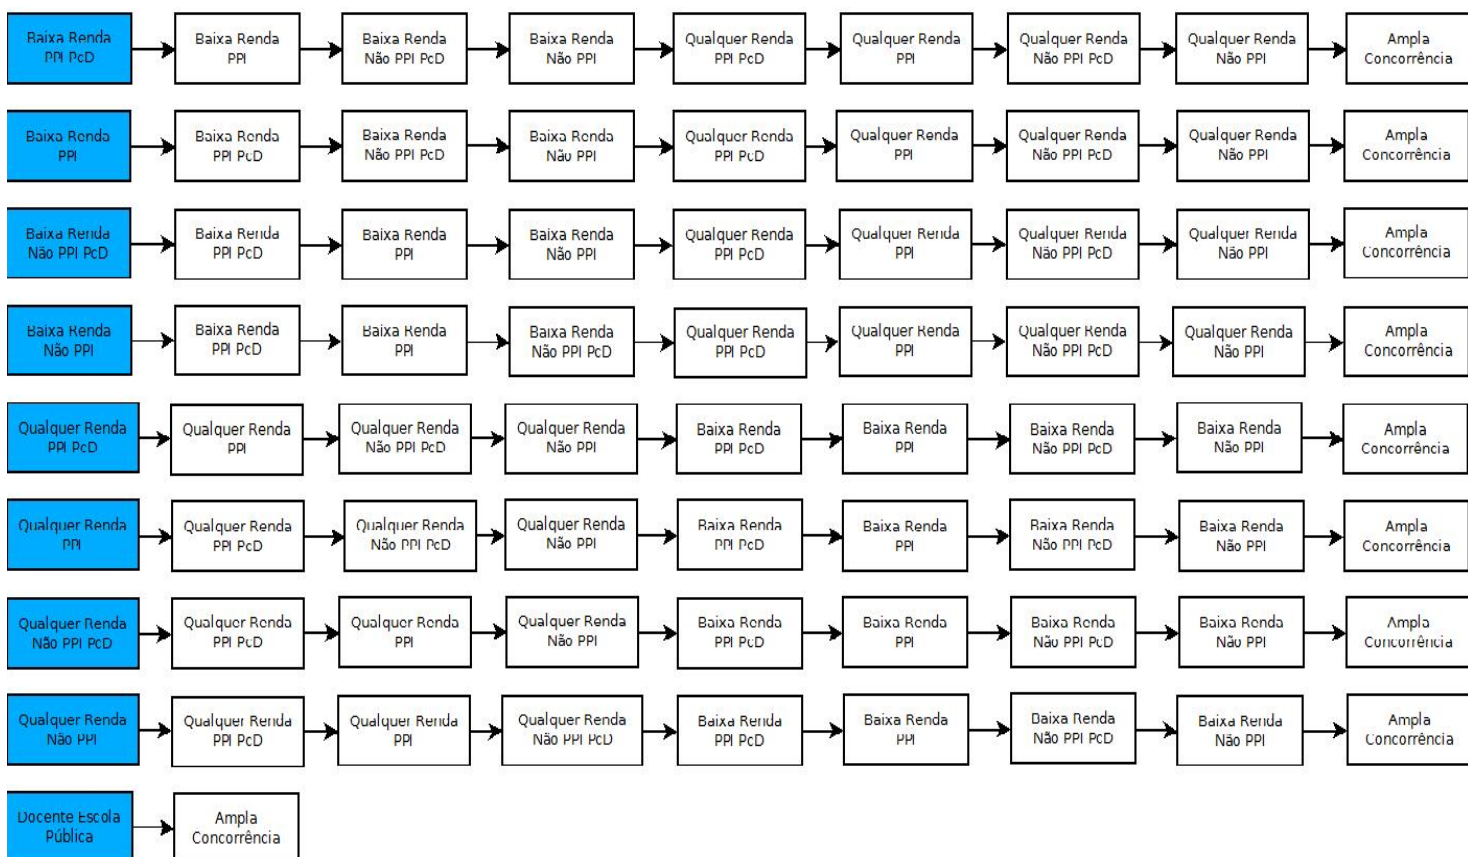 Baixa Renda
PPI PcD
Baixa Renda
PPI
Baixa Renda
Não PPI PcD
Baixa Renda
Não PPI
Qualquer Renda
PPI PcD
Qualquer Renda
PPI
Qualquer Renda
Não PPI PcD
Qualquer Renda
Não PPI
Ampla
Concorrência
Baixa Renda
PPI
Baixa Renda
PPI PcD
Baixa Renda
Não PPI PcD
Baixa Renda
Não PPI
Qualquer Renda
PPI PcD
Qualquer Renda
PPI
Qualquer Renda
Não PPI PcD
Qualquer Renda
Não PPI
Ampla
Concorrência
Baixa Renda
Não PPI PcD
Baixa Renda
PPI PcD
Baixa Renda
PPI
Baixa Renda
Não PPI
Qualquer Renda
PPI PcD
Qualquer Renda
PPI
Qualquer Renda
Não PPI PcD
Qualquer Renda
Não PPI
Ampla
Concorrência
Baixa Renda
Não PPI
Baixa Renda
PPI PcD
Baixa Renda
PPI
Baixa Renda
Não PPI PcD
Qualquer Renda
PPI PcD
Qualquer Renda
PPI
Qualquer Renda
Não PPI PcD
Qualquer Renda
Não PPI
Ampla
Concorrência
Qualquer Renda
PPI PcD
Qualquer Renda
PPI
Qualquer Renda
Não PPI PcD
Qualquer Renda
Não PPI
Baixa Renda
PPI PcD
Baixa Renda
PPI
Baixa Renda
Não PPI PcD
Baixa Renda
Não PPI
Ampla
Concorrência
Qualquer Renda
PPI
Qualquer Renda
PPI PcD
Qualquer Renda
Não PPI PcD
Qualquer Renda
Não PPI
Baixa Renda
PPI PcD
Baixa Renda
PPI
Baixa Renda
Não PPI PcD
Baixa Renda
Não PPI
Ampla
Concorrência
Qualquer Renda
Não PPI PcD
Qualquer Renda
PPI PcD
Qualquer Renda
PPI
Qualquer Renda
Não PPI
Baixa Renda
PPI PcD
Baixa Renda
PPI
Baixa Renda
Não PPI PcD
Baixa Renda
Não PPI
Ampla
Concorrência
Qualquer Renda
Não PPI
Qualquer Renda
PPI PcD
Qualquer Renda
PPI
Qualquer Renda
Não PPI PcD
Baixa Renda
PPI PcD
Baixa Renda
PPI
Baixa Renda
Não PPI PcD
Baixa Renda
Não PPI
Ampla
Concorrência
Docente Escola
Pública
Ampla
Concorrência